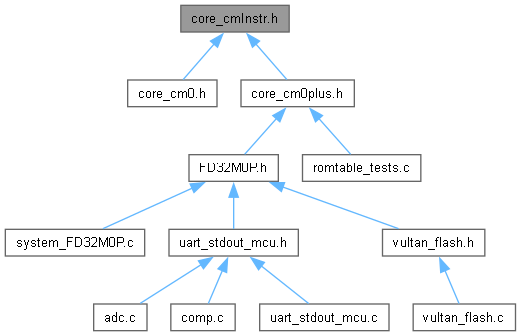 core_cmInstr.h
core_cm0.h
core_cm0plus.h
FD32M0P.h
romtable_tests.c
system_FD32M0P.c
uart_stdout_mcu.h
vultan_flash.h
adc.c
comp.c
uart_stdout_mcu.c
vultan_flash.c